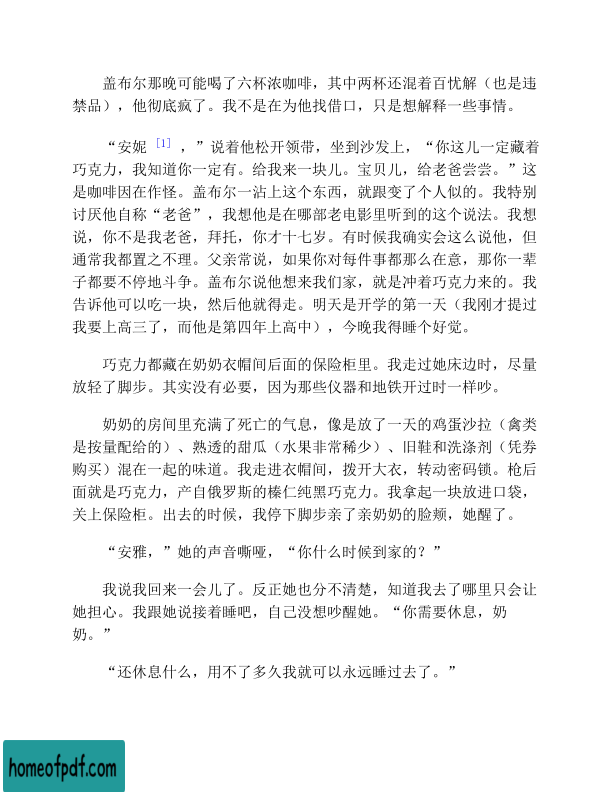 盖布尔那晚可能喝了六杯浓咖啡，其中两杯还混着百忧解（也是违
禁品），他彻底疯了。我不是在为他找借口，只是想解释一些事情。
“安妮 [1] ，”说着他松开领带，坐到沙发上，“你这儿一定藏着
巧克力，我知道你一定有。给我来一块儿。宝贝儿，给老爸尝尝。”这
是咖啡因在作怪。盖布尔一沾上这个东西，就跟变了个人似的。我特别
讨厌他自称“老爸”，我想他是在哪部老电影里听到的这个说法。我想
说，你不是我老爸，拜托，你才十七岁。有时候我确实会这么说他，但
通常我都置之不理。父亲常说，如果你对每件事都那么在意，那你一辈
子都要不停地斗争。盖布尔说他想来我们家，就是冲着巧克力来的。我
告诉他可以吃一块，然后他就得走。明天是开学的第一天（我刚才提过
我要上高三了，而他是第四年上高中），今晚我得睡个好觉。
巧克力都藏在奶奶衣帽间后面的保险柜里。我走过她床边时，尽量
放轻了脚步。其实没有必要，因为那些仪器和地铁开过时一样吵。
奶奶的房间里充满了死亡的气息，像是放了一天的鸡蛋沙拉（禽类
是按量配给的）、熟透的甜瓜（水果非常稀少）、旧鞋和洗涤剂（凭券
购买）混在一起的味道。我走进衣帽间，拨开大衣，转动密码锁。枪后
面就是巧克力，产自俄罗斯的榛仁纯黑巧克力。我拿起一块放进口袋，
关上保险柜。出去的时候，我停下脚步亲了亲奶奶的脸颊，她醒了。
“安雅，”她的声音嘶哑，“你什么时候到家的？”
我说我回来一会儿了。反正她也分不清楚，知道我去了哪里只会让
她担心。我跟她说接着睡吧，自己没想吵醒她。“你需要休息，奶
奶。”
“还休息什么，用不了多久我就可以永远睡过去了。”
homeofpdf.com